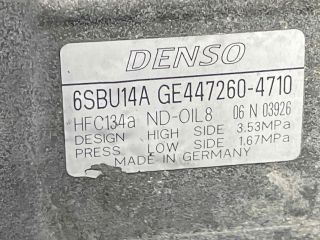 DENSO
6SBU14A GE447260-4710
HFC134a ND-OIL8 06 N 03926
DESIGN HIGH SIDE 3.53MPa
PRESS LOW SIDE 1.67MPa
MADE IN GERMANY